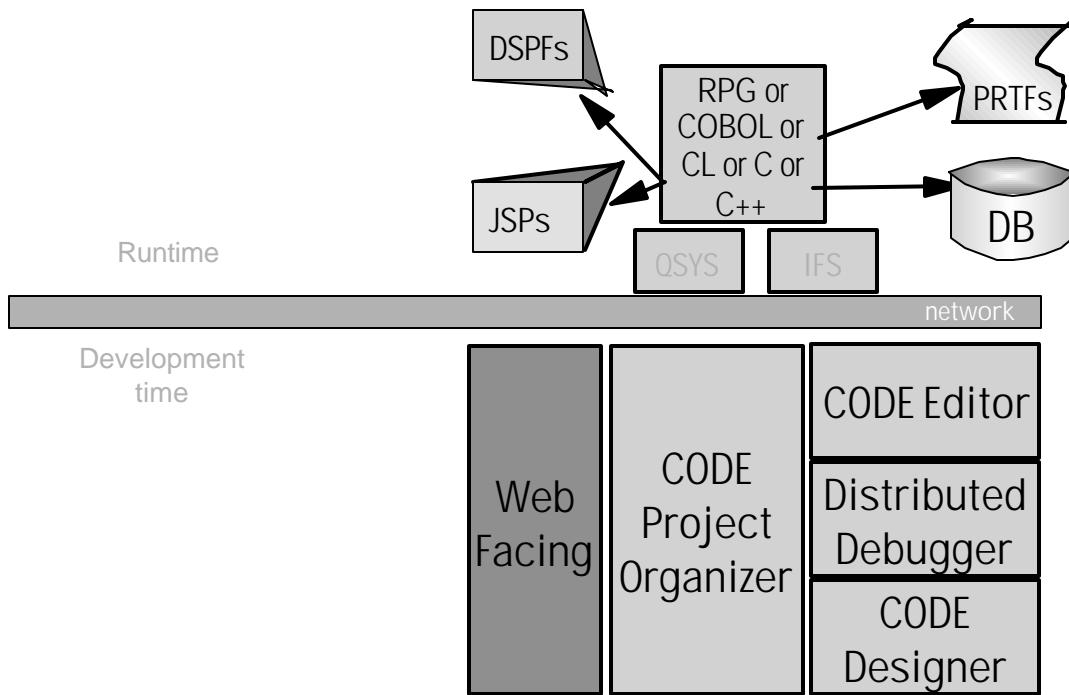 DSPFs
RPG or
COBOL or
CL or C or
C++
PRTFs
JSPs
DB
Runtime
QSYS
IFS
network
Development
time
Web
Facing
CODE
Project
Organizer
CODE Editor
Distributed
Debugger
CODE
Designer